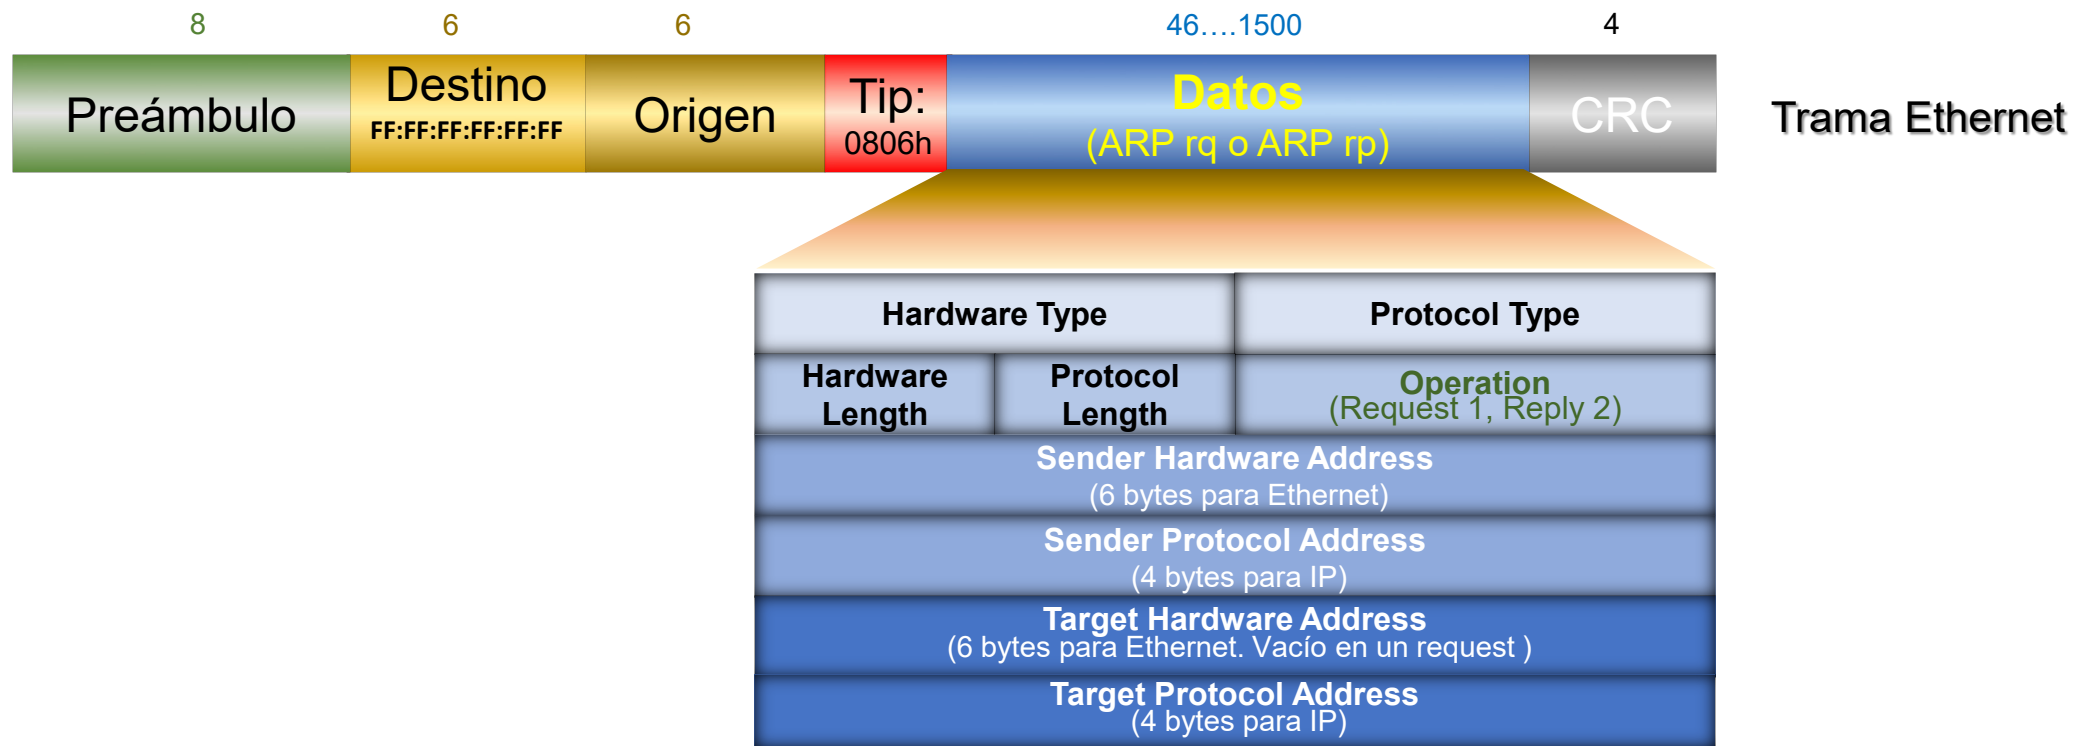 8 6 6 46….1500 4
Preámbulo
Destino
FF:FF:FF:FF:FF:FF
Origen
Tip:
0806h
Datos
(ARP rq o ARP rp)
CRC
Trama Ethernet
Hardware Type
Protocol Type
Hardware
Length
Protocol
Length
Operation
(Request 1, Reply 2)
Sender Hardware Address
(6 bytes para Ethernet)
Sender Protocol Address
(4 bytes para IP)
Target Hardware Address
(6 bytes para Ethernet. Vacío en un request )
Target Protocol Address
(4 bytes para IP)